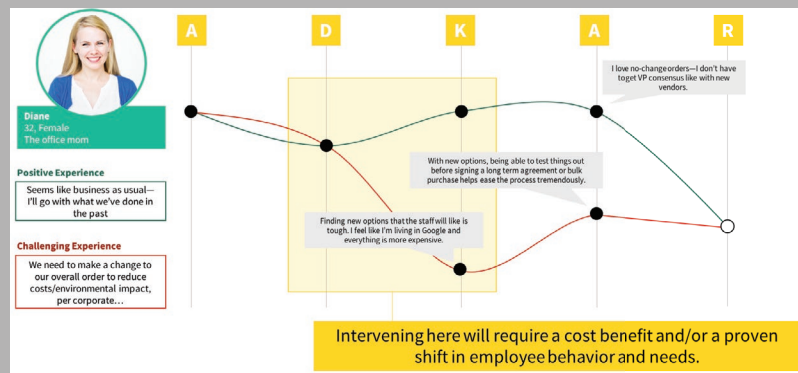 A
D
K
A
R
Diane
32, Female
The office mom
Positive Experience
Seems like business as usual—
I'll go with what we've done in
the past
Challenging Experience
We need to make a change to
our overall order to reduce
costs/environmental impact,
per corporate…
I love no-changeorders—I don't have
toget VP consensus like with new
vendors.
With new options, being able to test things out
before signing a long term agreement or bulk
purchase helps ease the process tremendously.
Finding new options that the staff will like is
tough. I feel like I'm living in Google and
everything is more expensive.
Intervening here will require a cost benefit and/or a proven
shift in employee behavior and needs.